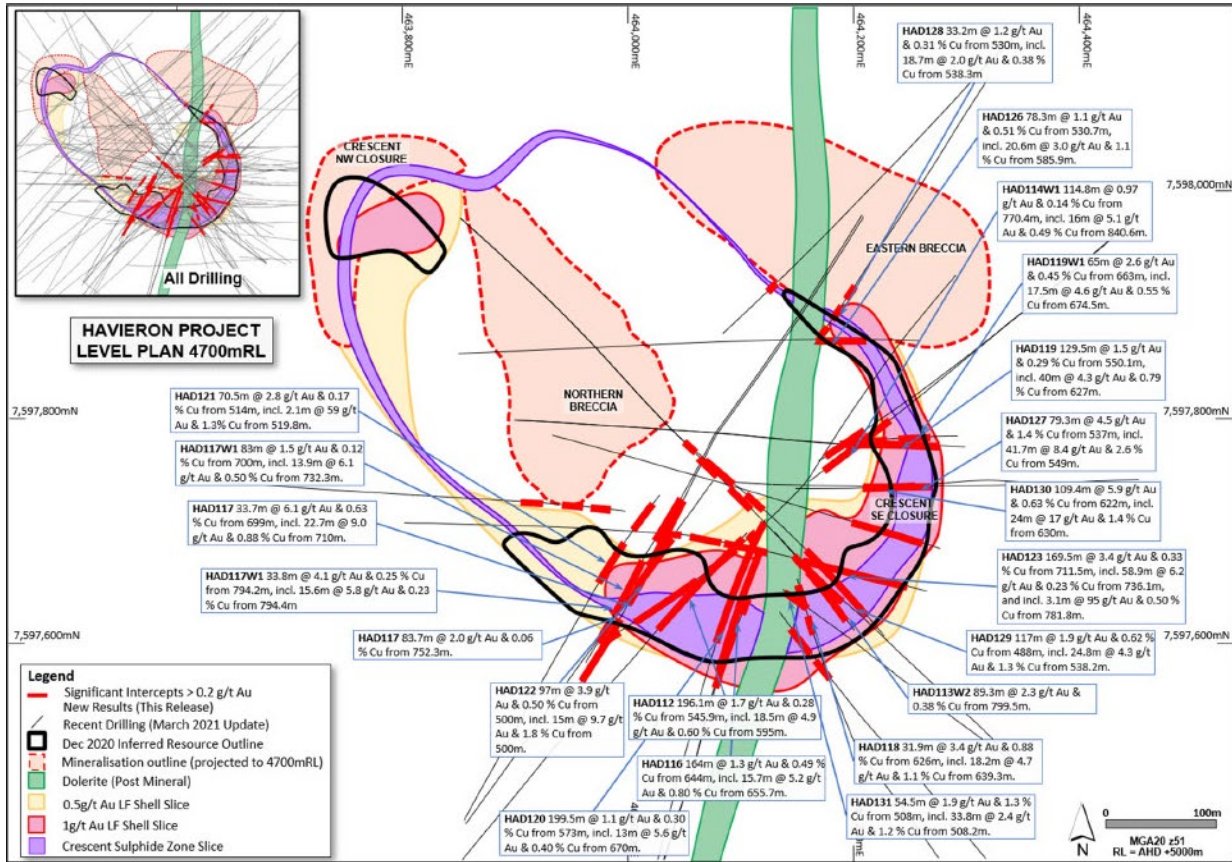 463,800mE
464,000mE
464,200mE
464,400mE
All Drilling
HAVIERON PROJECT
LEVEL PLAN 4700mRL
CRESCENT
NW CLOSURE
EASTERN BRECCIA
NORTHERN
BRECCIA
CRESCENT
SE CLOSURE
7,598,000mN
7,597,800mN
7,597,800mN
7,597,600mN
7,597,600mN
HAD128 33.2m @ 1.2 g/t Au
& 0.31 % Cu from 530m, incl.
18.7m @ 2.0 g/t Au & 0.38 %
Cu from 538.3m
HAD126 78.3m @ 1.1 g/t Au
& 0.51 % Cu from 530.7m,
incl. 20.6m @ 3.0 g/t Au & 1.1
% Cu from 585.9m.
HAD114W1 114.8m @ 0.97
g/t Au & 0.14 % Cu from
770.4m, incl. 16m @ 5.1 g/t
Au & 0.49 % Cu from 840.6m.
HAD119W1 65m @ 2.6 g/t Au
& 0.45 % Cu from 663m, incl.
17.5m @ 4.6 g/t Au & 0.55 %
Cu from 674.5m.
HAD119 129.5m @ 1.5 g/t Au
& 0.29 % Cu from 550.1m,
incl. 40m @ 4.3 g/t Au & 0.79
% Cu from 627m.
HAD127 79.3m @ 4.5 g/t Au &
1.4 % Cu from 537m, incl.
41.7m @ 8.4 g/t Au & 2.6 %
Cu from 549m.
HAD130 109.4m @ 5.9 g/t Au
& 0.63 % Cu from 622m, incl.
24m @ 17 g/t Au & 1.4 % Cu
from 630m.
HAD123 169.5m @ 3.4 g/t Au & 0.33
% Cu from 711.5m, incl. 58.9m @ 6.2
g/t Au & 0.23 % Cu from 736.1m,
and incl. 3.1m @ 95 g/t Au & 0.50 %
Cu from 781.8m.
HAD129 117m @ 1.9 g/t Au & 0.62 %
Cu from 488m, incl. 24.8m @ 4.3 g/t
Au & 1.3 % Cu from 538.2m.
HAD113W2 89.3m @ 2.3 g/t Au &
0.38 % Cu from 799.5m.
HAD118 31.9m @ 3.4 g/t Au & 0.88
% Cu from 626m, incl. 18.2m @ 4.7
g/t Au & 1.1 % Cu from 639.3m.
HAD131 54.5m @ 1.9 g/t Au & 1.3 %
Cu from 508m, incl. 33.8m @ 2.4 g/t
Au & 1.2 % Cu from 508.2m.
HAD121 70.5m @ 2.8 g/t Au & 0.17
% Cu from 514m, incl. 2.1m @ 59 g/t
Au & 1.3% Cu from 519.8m.
HAD117W1 83m @ 1.5 g/t Au & 0.12
% Cu from 700m, incl. 13.9m @ 6.1
g/t Au & 0.50 % Cu from 732.3m.
HAD117 33.7m @ 6.1 g/t Au & 0.63
% Cu from 699m, incl. 22.7m @ 9.0
g/t Au & 0.88 % Cu from 710m.
HAD117W1 33.8m @ 4.1 g/t Au & 0.25 % Cu
from 794.2m, incl. 15.6m @ 5.8 g/t Au & 0.23
% Cu from 794.4m
HAD117 83.7m @ 2.0 g/t Au & 0.06
% Cu from 752.3m.
HAD122 97m @ 3.9 g/t
Au & 0.50 % Cu from
500m, incl. 15m @ 9.7 g/t
Au & 1.8 % Cu from
500m.
HAD112 196.1m @ 1.7 g/t Au & 0.28
% Cu from 545.9m, incl. 18.5m @ 4.9
g/t Au & 0.60 % Cu from 595m.
HAD116 164m @ 1.3 g/t Au & 0.49 %
Cu from 644m, incl. 15.7m @ 5.2 g/t
Au & 0.80 % Cu from 655.7m.
HAD120 199.5m @ 1.1 g/t Au & 0.30
% Cu from 573m, incl. 13m @ 5.6 g/t
Au & 0.40 % Cu from 670m.
Legend
Significant Intercepts > 0.2 g/t Au
New Results (This Release)
Recent Drilling (March 2021 Update)
Dec 2020 Inferred Resource Outline
Mineralisation outline (projected to 4700mRL)
Dolerite (Post Mineral)
0.5g/t Au LF Shell Slice
1g/t Au LF Shell Slice
Crescent Sulphide Zone Slice
N
0
100m
MGA20 z51
RL = AHD +5000m